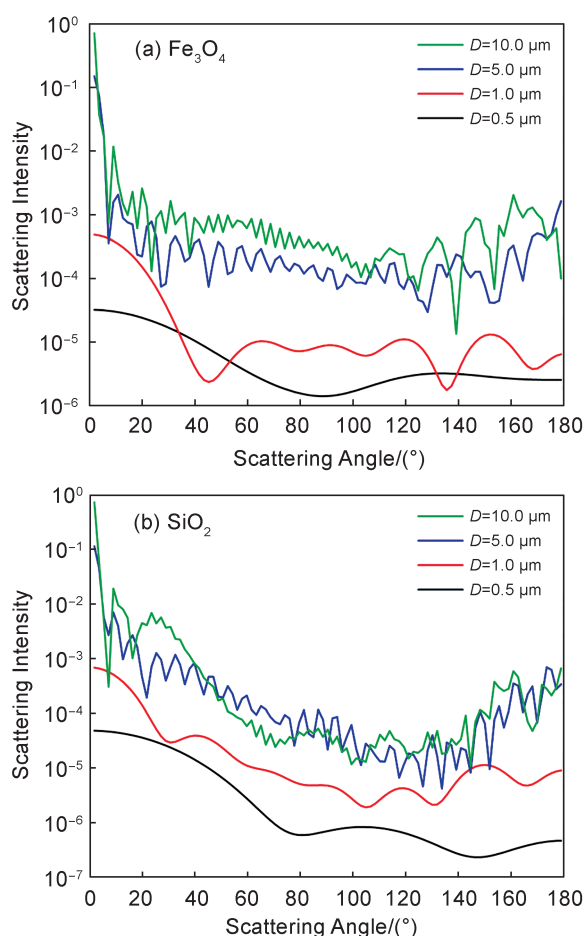 (a) Fe₃O₄
D=10.0 µm
D=5.0 µm
D=1.0 µm
D=0.5 µm
Scattering Intensity
10⁰
10⁻¹
10⁻²
10⁻³
10⁻⁴
10⁻⁵
10⁻⁶
0 20 40 60 80 100 120 140 160 180
Scattering Angle/(°)
(b) SiO₂
D=10.0 µm
D=5.0 µm
D=1.0 µm
D=0.5 µm
Scattering Intensity
10⁰
10⁻¹
10⁻²
10⁻³
10⁻⁴
10⁻⁵
10⁻⁶
10⁻⁷
0 20 40 60 80 100 120 140 160 180
Scattering Angle/(°)